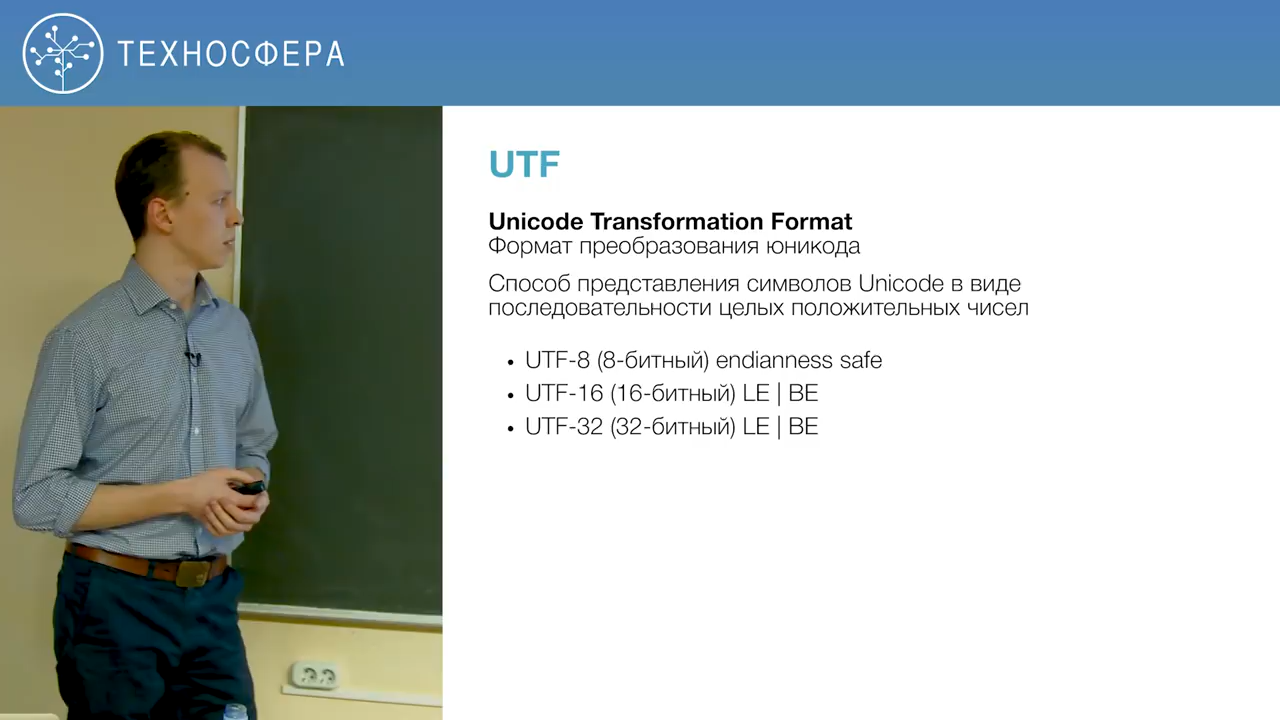 ТЕХНОСФЕРА
UTF
Unicode Transformation Format
Формат преобразования юникода
Способ представления символов Unicode в виде
последовательности целых положительных чисел
• UTF-8 (8-битный) endianness safe
• UTF-16 (16-битный) LE | BE
• UTF-32 (32-битный) LE | BE